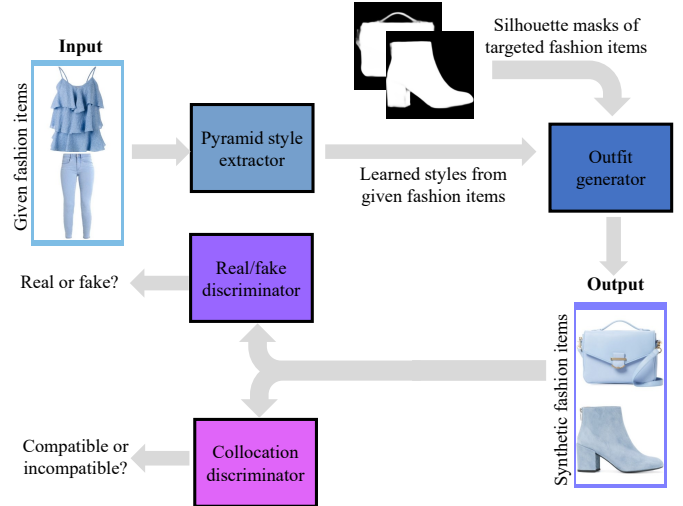 Input
Given fashion items
Pyramid style
extractor
Silhouette masks of
targeted fashion items
Learned styles from
given fashion items
Outfit
generator
Output
Synthetic fashion items
Real/fake
discriminator
Real or fake?
Collocation
discriminator
Compatible or
incompatible?